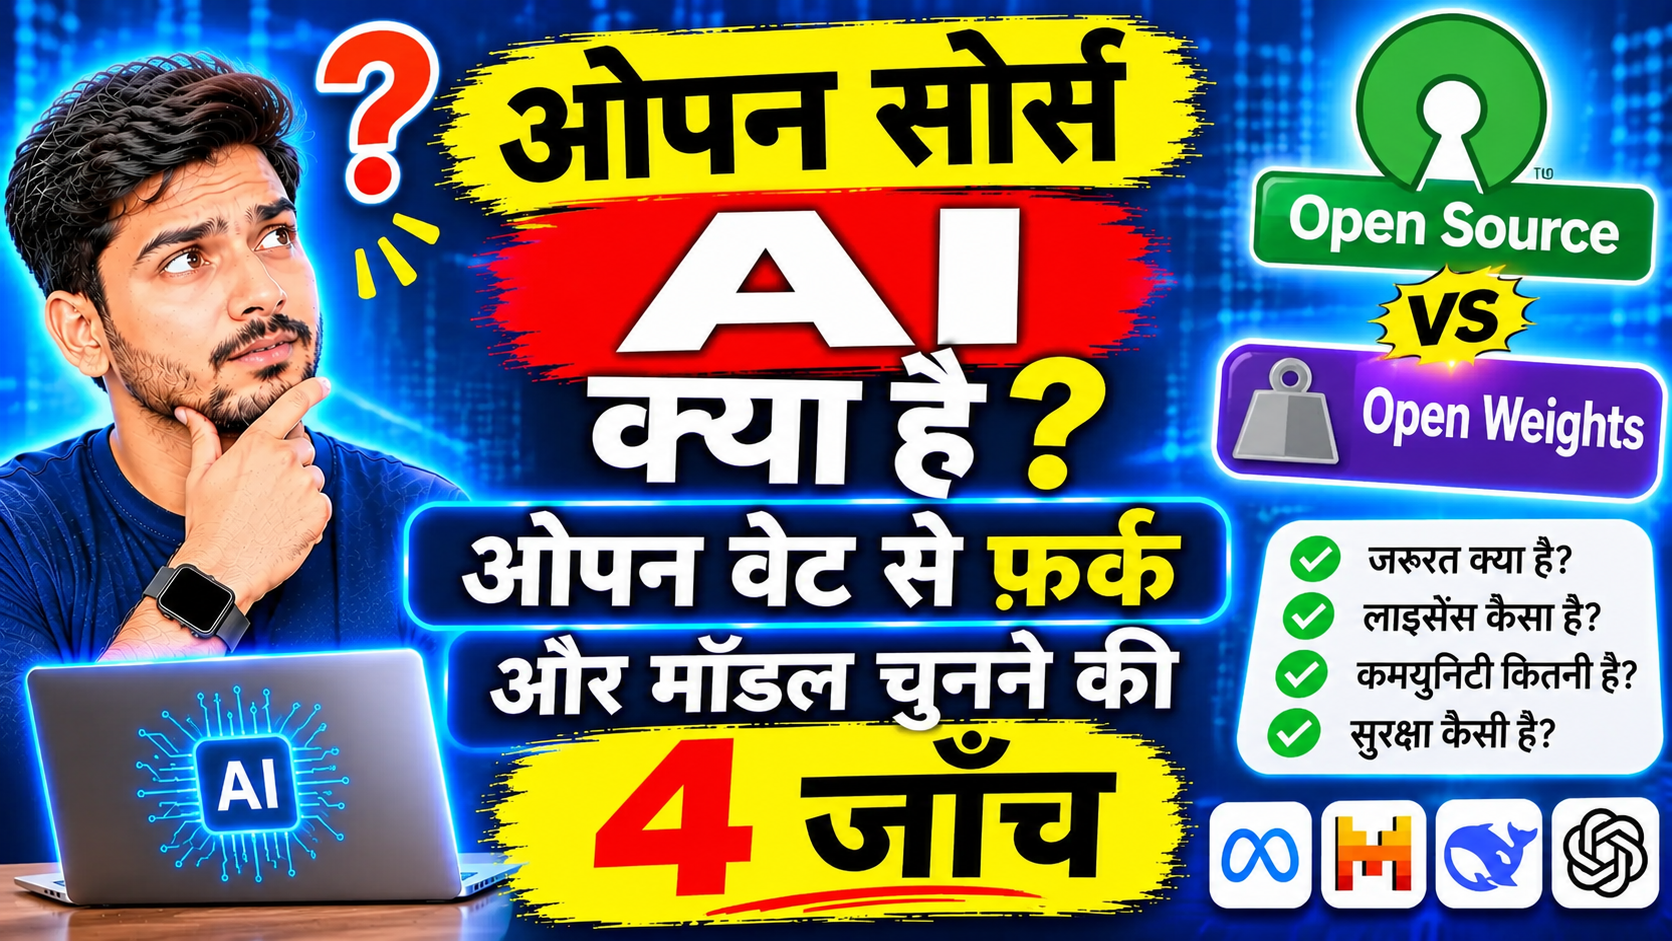 ?
ओपन सोर्स
AI
क्या है?
ओपन वेट से फ़र्क
और मॉडल चुनने की
4 जाँच
Open Source
VS
Open Weights
जरूरत क्या है?
लाइसेंस कैसा है?
कमयुनिटी कितनी है?
सुरक्षा कैसी है?
AI